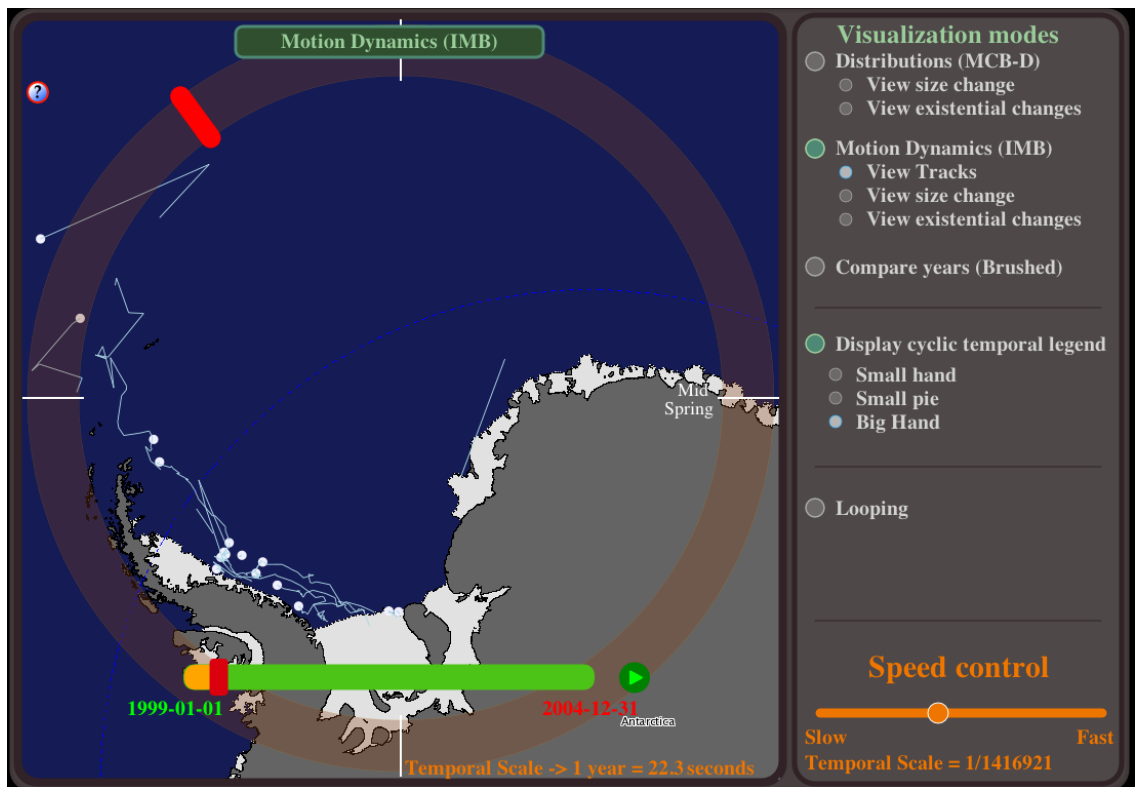 Motion Dynamics (IMB)
?
Mid
Spring
1999-01-01
2004-12-31
Antarctica
Temporal Scale -> 1 year = 22.3 seconds
Visualization modes
Distributions (MCB-D)
View size change
View existential changes
Motion Dynamics (IMB)
View Tracks
View size change
View existential changes
Compare years (Brushed)
Display cyclic temporal legend
Small hand
Small pie
Big Hand
Looping
Speed control
Slow
Fast
Temporal Scale = 1/1416921